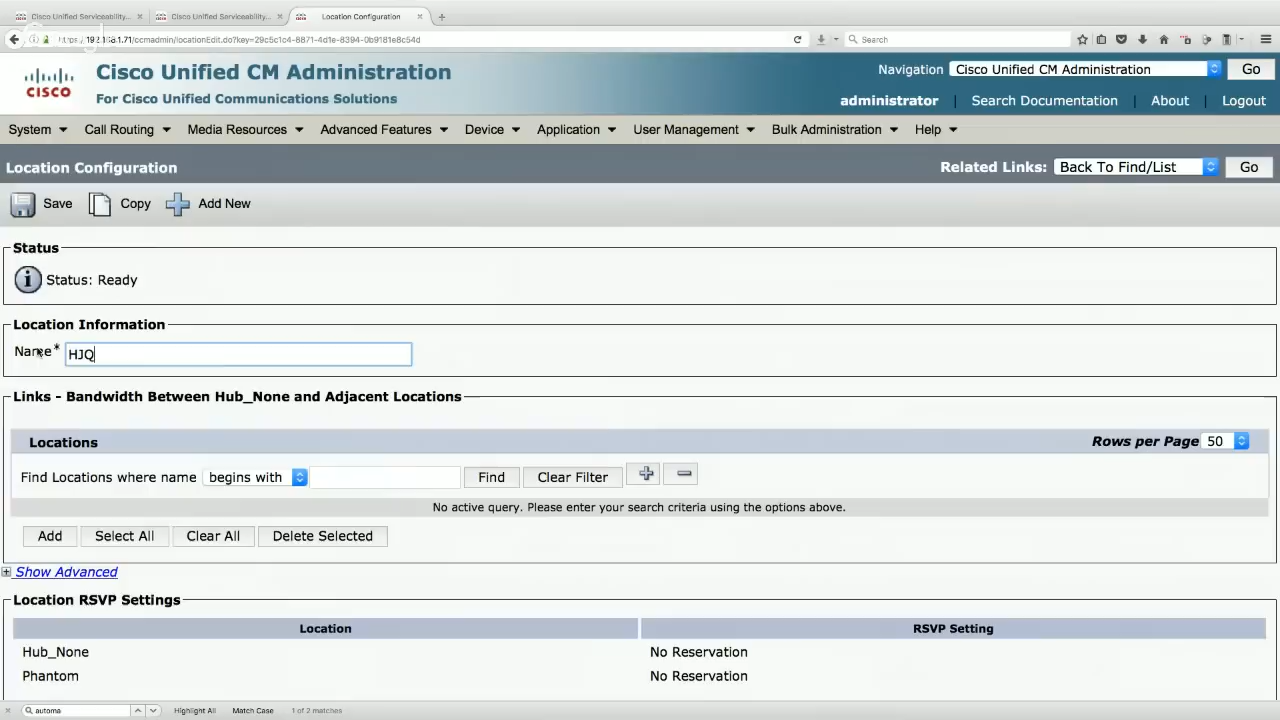 Cisco Unified Serviceability... × Cisco Unified Serviceability... × Location Configuration × +
192.168.1.71/ccmadmin/locationEdit.do?key=29c5c1c4-8871-4d1e-8394-0b9181e8c54d Search
Cisco Unified CM Administration
Navigation Cisco Unified CM Administration Go
CISCO For Cisco Unified Communications Solutions
administrator | Search Documentation | About | Logout
System Call Routing Media Resources Advanced Features Device Application User Management Bulk Administration Help
Location Configuration Related Links: Back To Find/List Go
Save Copy Add New
Status
i Status: Ready
Location Information
Name* HJQ
Links - Bandwidth Between Hub_None and Adjacent Locations
Locations Rows per Page 50
Find Locations where name begins with Find Clear Filter
No active query. Please enter your search criteria using the options above.
Add Select All Clear All Delete Selected
Show Advanced
Location RSVP Settings
Location RSVP Setting
Hub_None No Reservation
Phantom No Reservation
× automa Highlight All Match Case 1 of 2 matches